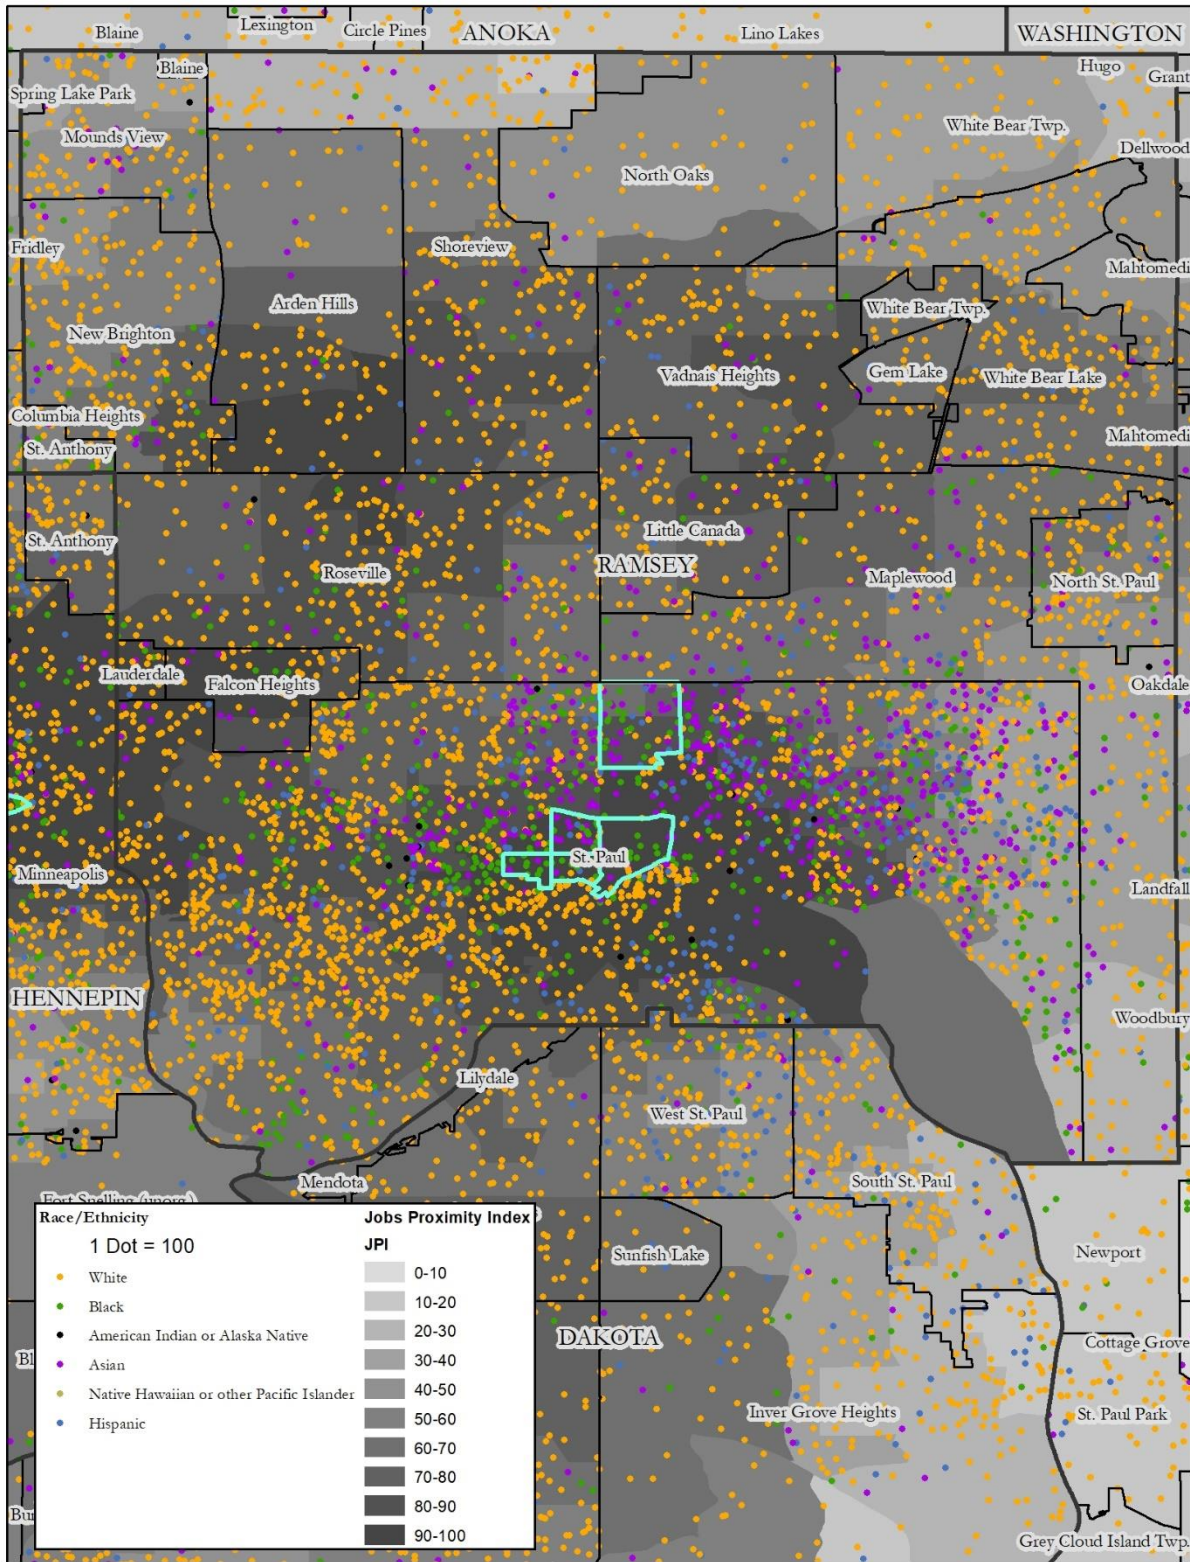 Blaine
Lexington
Circle Pines
ANOKA
Lino Lakes
WASHINGTON
Blaine
Hugo
Grant
Spring Lake Park
Mounds View
White Bear Twp.
Dellwood
North Oaks
Fridley
Shoreview
Mahtomedi
Arden Hills
White Bear Twp.
New Brighton
Vadnais Heights
Gem Lake
White Bear Lake
Columbia Heights
St. Anthony
Mahtomedi
St. Anthony
Little Canada
Roseville
RAMSEY
Maplewood
North St. Paul
Lauderdale
Falcon Heights
Oakdale
St. Paul
Minneapolis
Landfall
HENNEPIN
Woodbury
Lilydale
West St. Paul
Mendota
South St. Paul
Fort Snelling (unorg.)
Sunfish Lake
Newport
DAKOTA
Cottage Grove
Inver Grove Heights
St. Paul Park
Grey Cloud Island Twp.
Bl
Bur
Race/Ethnicity
1 Dot = 100
White
Black
American Indian or Alaska Native
Asian
Native Hawaiian or other Pacific Islander
Hispanic
Jobs Proximity Index
JPI
0-10
10-20
20-30
30-40
40-50
50-60
60-70
70-80
80-90
90-100